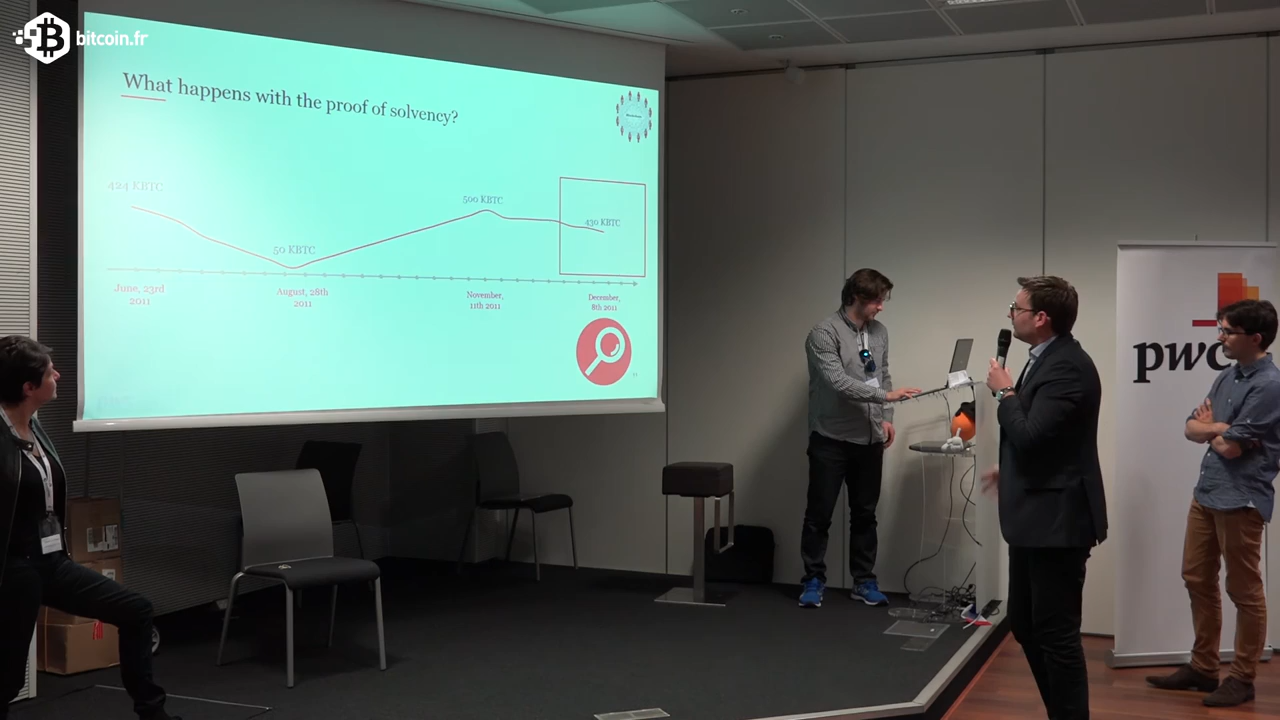 bitcoin.fr
What happens with the proof of solvency?
424 KBTC
50 KBTC
500 KBTC
430 KBTC
June, 23rd
2011
August, 28th
2011
November,
11th 2011
December,
8th 2011
pwc